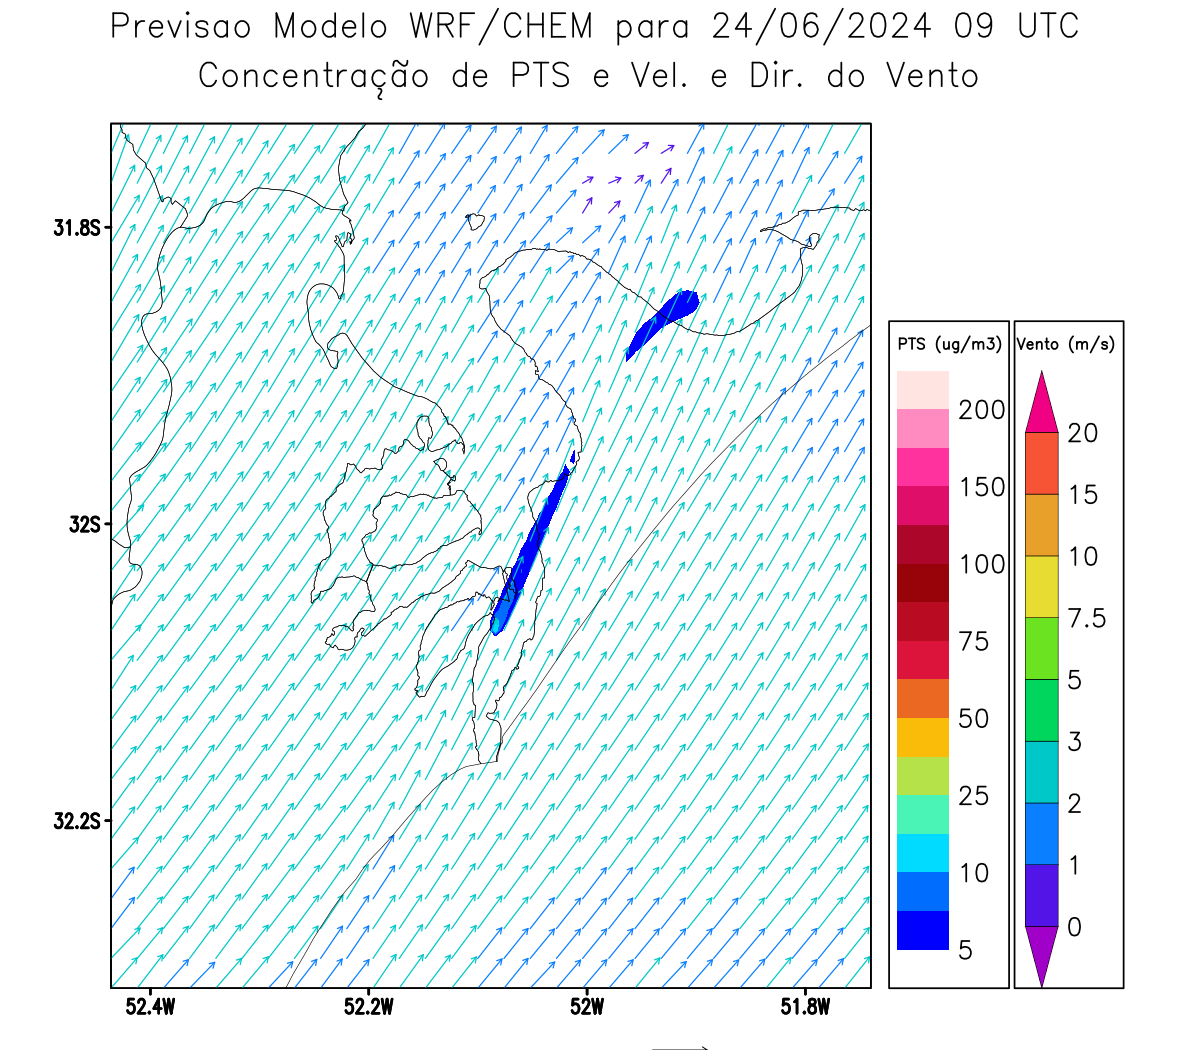 Previsao Modelo WRF/CHEM para 24/06/2024 09 UTC
Concentração de PTS e Vel. e Dir. do Vento
31.8S
32S
32.2S
52.4W
52.2W
52W
51.8W
PTS (ug/m3)
200
150
100
75
50
25
10
5
Vento (m/s)
20
15
10
7.5
5
3
2
1
0